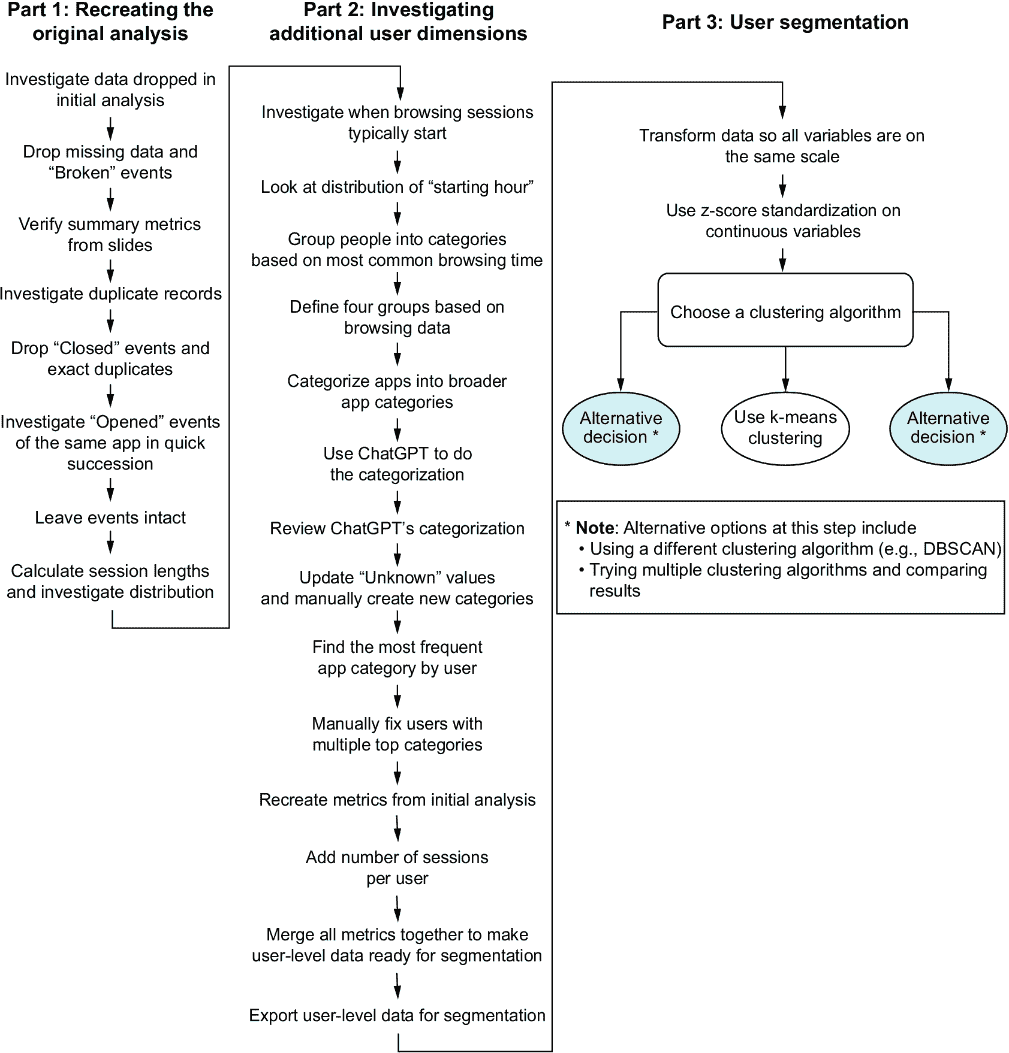 Part 1: Recreating the
original analysis
Investigate data dropped in
initial analysis
Drop missing data and
“Broken” events
Verify summary metrics
from slides
Investigate duplicate records
Drop “Closed” events and
exact duplicates
Investigate “Opened” events
of the same app in quick
succession
Leave events intact
Calculate session lengths
and investigate distribution
Part 2: Investigating
additional user dimensions
Investigate when browsing sessions
typically start
Look at distribution of “starting hour”
Group people into categories
based on most common browsing time
Define four groups based on
browsing data
Categorize apps into broader
app categories
Use ChatGPT to do
the categorization
Review ChatGPT’s categorization
Update “Unknown” values
and manually create new categories
Find the most frequent
app category by user
Manually fix users with
multiple top categories
Recreate metrics from initial analysis
Add number of sessions
per user
Merge all metrics together to make
user-level data ready for segmentation
Export user-level data for segmentation
Part 3: User segmentation
Transform data so all variables are on
the same scale
Use z-score standardization on
continuous variables
Choose a clustering algorithm
Alternative
decision *
Use k-means
clustering
Alternative
decision *
* Note: Alternative options at this step include
• Using a different clustering algorithm (e.g., DBSCAN)
• Trying multiple clustering algorithms and comparing
results